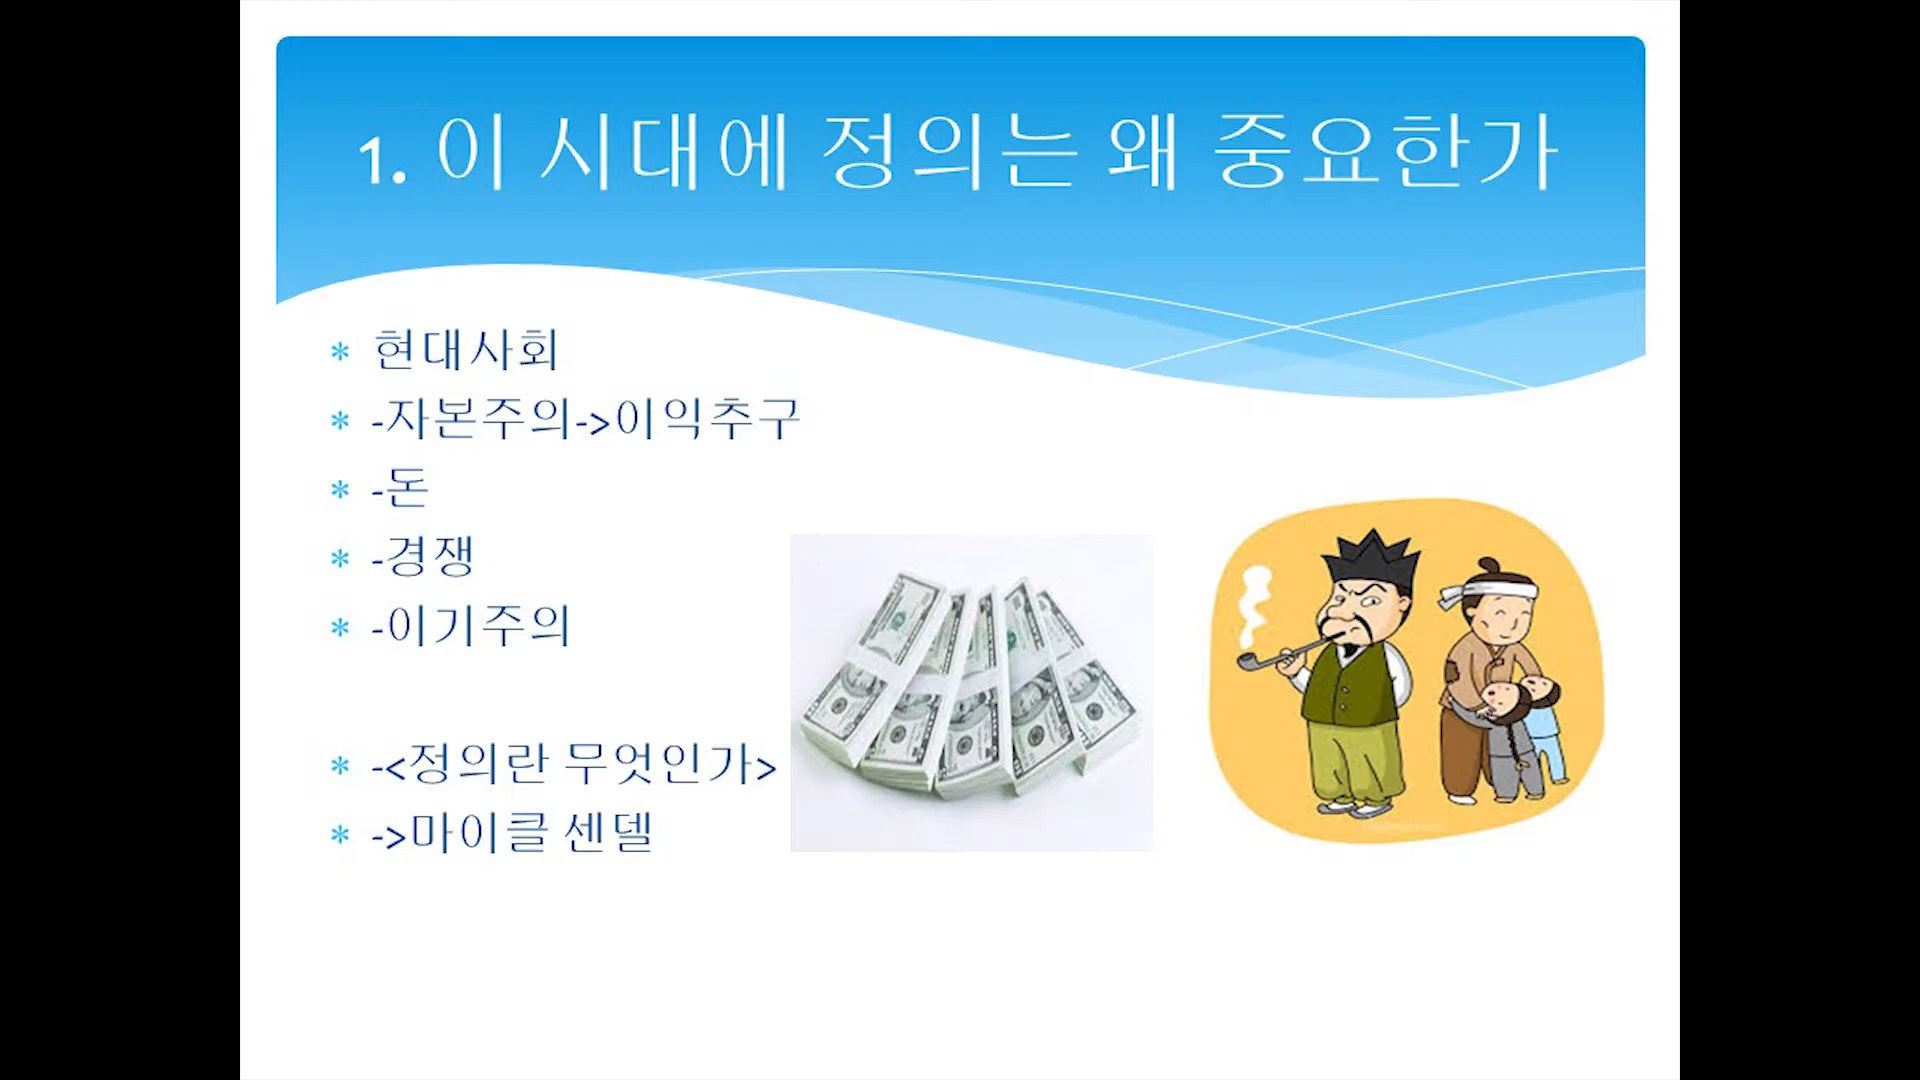 1. 이 시대에 정의는 왜 중요한가
* 현대사회
* -자본주의->이익추구
* -돈
* -경쟁
* -이기주의
* -<정의란 무엇인가>
* ->마이클 센델